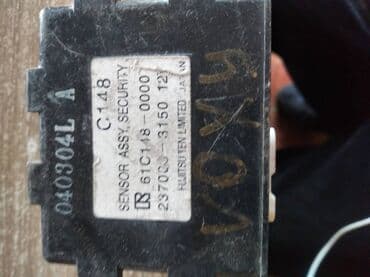 040304L A
C148
SENSOR ASSY, SECURITY
61C148-0000
237000-3150 12V
FUJITSU TEN LIMITED JAPAN
VOXY